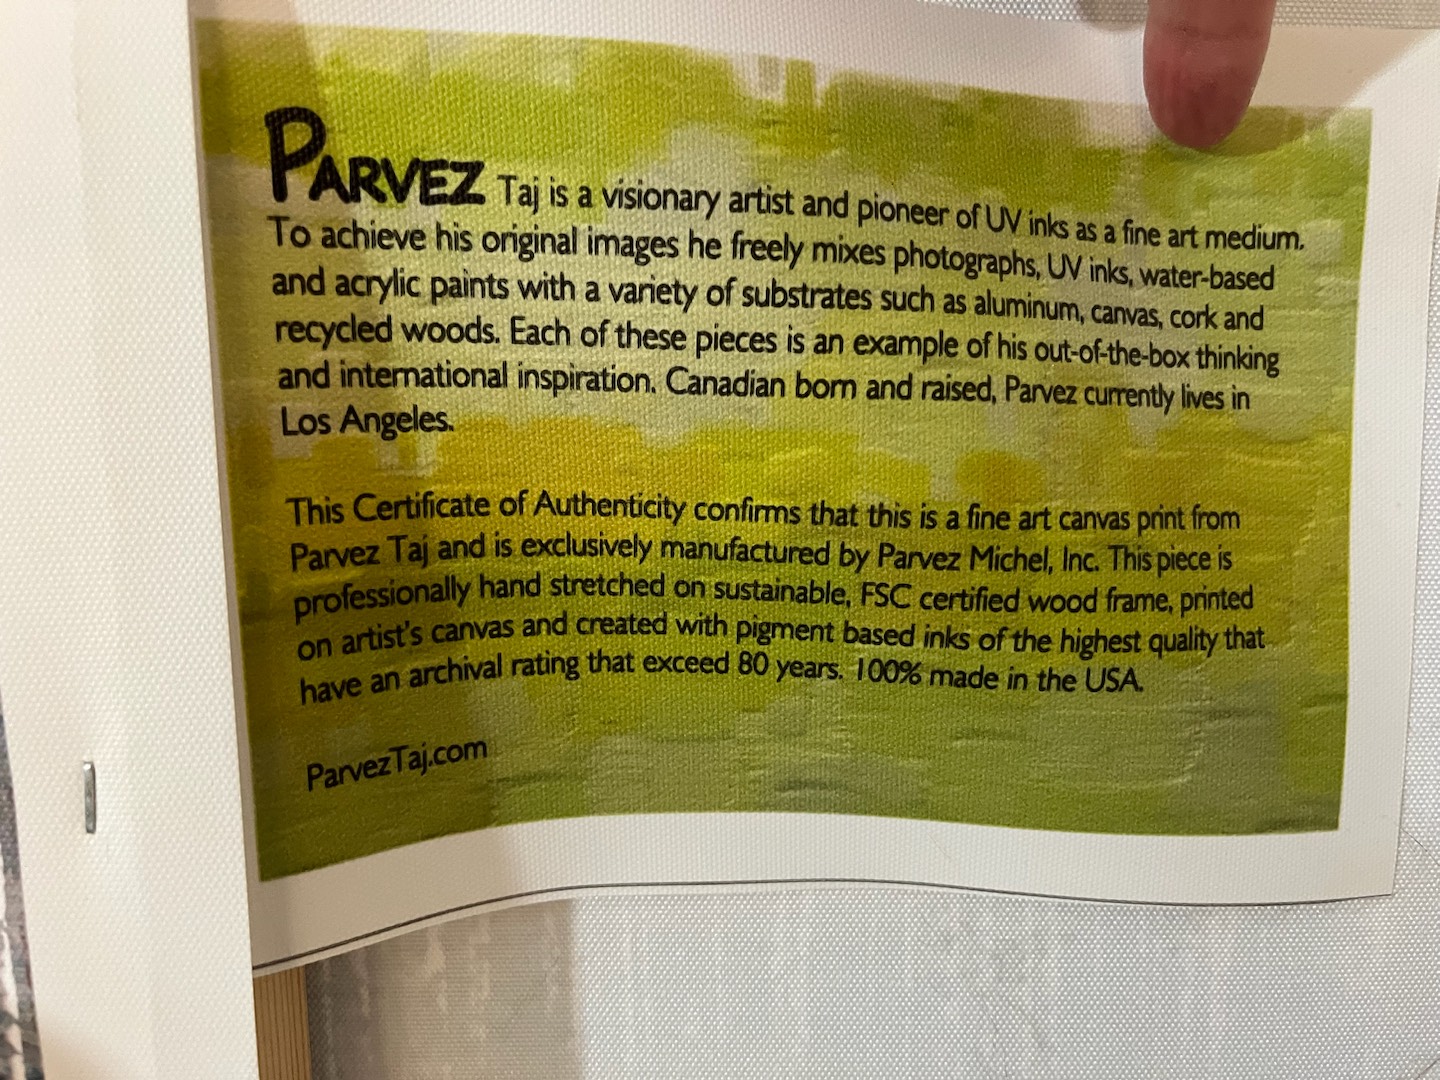 PARVEZ Taj is a visionary artist and pioneer of UV inks as a fine art medium.
To achieve his original images he freely mixes photographs, UV inks, water-based
and acrylic paints with a variety of substrates such as aluminum, canvas, cork and
recycled woods. Each of these pieces is an example of his out-of-the-box thinking
and international inspiration. Canadian born and raised, Parvez currently lives in
Los Angeles.
This Certificate of Authenticity confirms that this is a fine art canvas print from
Parvez Taj and is exclusively manufactured by Parvez Michel, Inc. This piece is
professionally hand stretched on sustainable, FSC certified wood frame, printed
on artist's canvas and created with pigment based inks of the highest quality that
have an archival rating that exceed 80 years. 100% made in the USA.
ParvezTaj.com